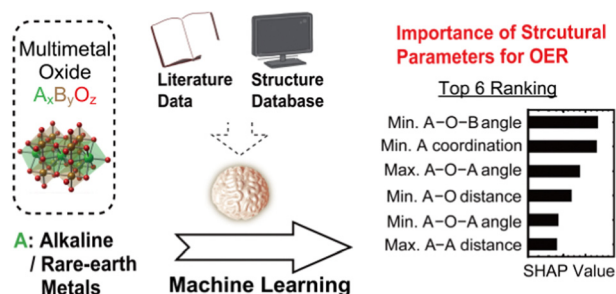 Multimetal
Oxide
AxByOz
A: Alkaline
/ Rare-earth
Metals
Literature
Data
Structure
Database
Machine Learning
Importance of Strcutural
Parameters for OER
Top 6 Ranking
Min. A–O–B angle
Min. A coordination
Max. A–O–A angle
Min. A–O distance
Min. A–O–A angle
Max. A–A distance
SHAP Value